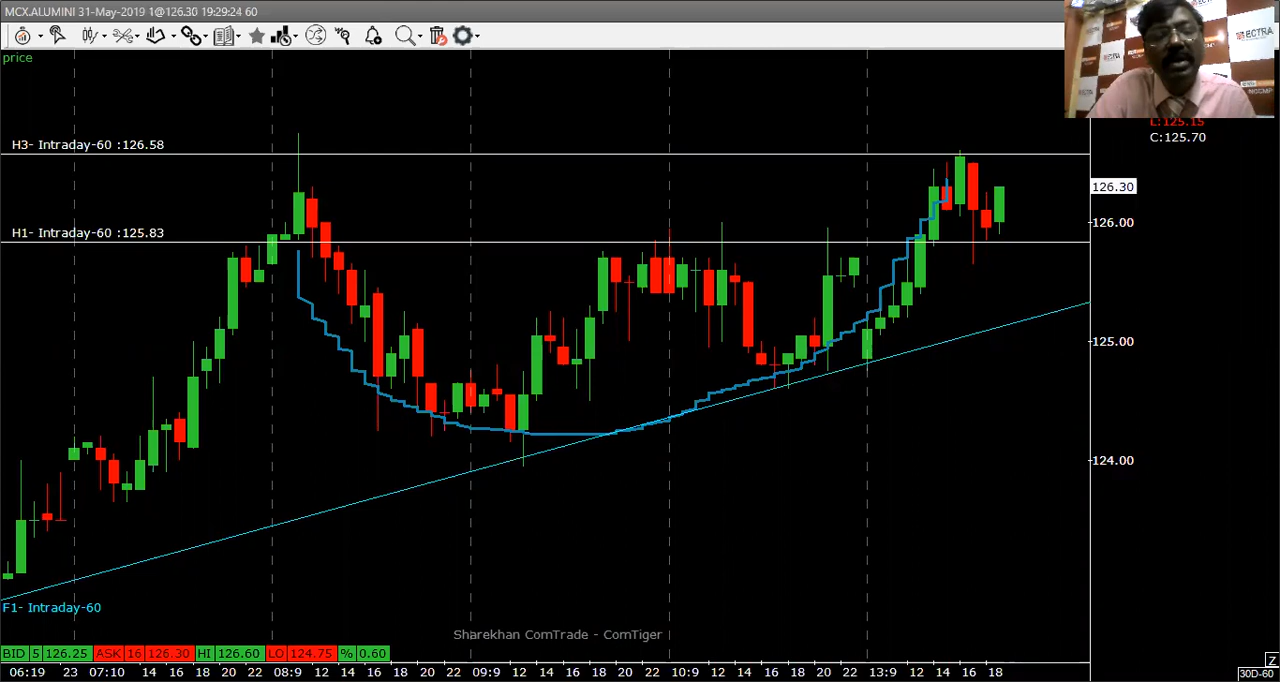 MCX.ALUMINI 31-May-2019 1@126.30 19:29:24 60
price
ECTRA
NGCMP
L:125.15
C:125.70
H3- Intraday-60 :126.58
126.30
126.00
H1- Intraday-60 :125.83
125.00
124.00
F1- Intraday-60
Sharekhan ComTrade - ComTiger
BID 5 126.25 ASK 16 126.30 HI 126.60 LO 124.75 % 0.60
06:19 23 07:10 14 16 18 20 22 08:9 12 14 16 18 20 22 09:9 12 14 16 18 20 22 10:9 12 14 16 18 20 22 13:9 12 14 16 18
Z
30D-60